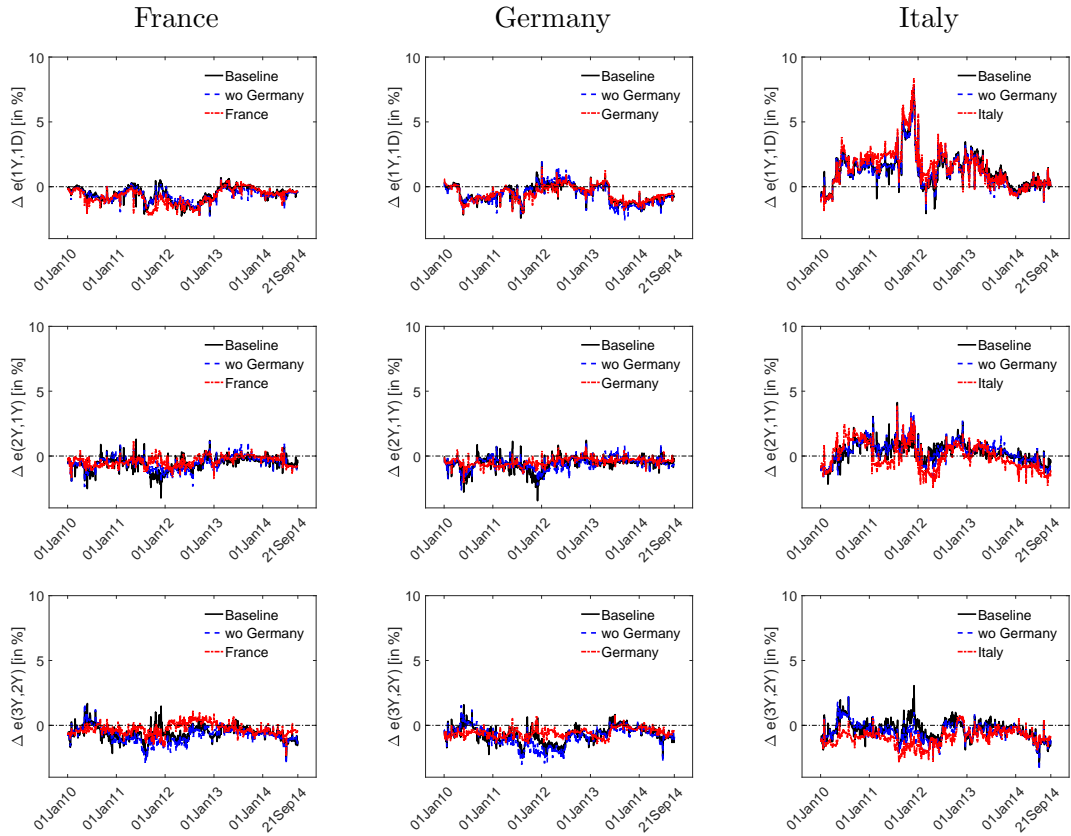 France
Germany
Italy
Δ e(1Y,1D) [in %]
10
5
0
Baseline
wo Germany
France
01Jan10
01Jan11
01Jan12
01Jan13
01Jan14
21Sep14
Δ e(1Y,1D) [in %]
10
5
0
Baseline
wo Germany
Germany
01Jan10
01Jan11
01Jan12
01Jan13
01Jan14
21Sep14
Δ e(1Y,1D) [in %]
10
5
0
Baseline
wo Germany
Italy
01Jan10
01Jan11
01Jan12
01Jan13
01Jan14
21Sep14
Δ e(2Y,1Y) [in %]
10
5
0
Baseline
wo Germany
France
01Jan10
01Jan11
01Jan12
01Jan13
01Jan14
21Sep14
Δ e(2Y,1Y) [in %]
10
5
0
Baseline
wo Germany
Germany
01Jan10
01Jan11
01Jan12
01Jan13
01Jan14
21Sep14
Δ e(2Y,1Y) [in %]
10
5
0
Baseline
wo Germany
Italy
01Jan10
01Jan11
01Jan12
01Jan13
01Jan14
21Sep14
Δ e(3Y,2Y) [in %]
10
5
0
Baseline
wo Germany
France
01Jan10
01Jan11
01Jan12
01Jan13
01Jan14
21Sep14
Δ e(3Y,2Y) [in %]
10
5
0
Baseline
wo Germany
Germany
01Jan10
01Jan11
01Jan12
01Jan13
01Jan14
21Sep14
Δ e(3Y,2Y) [in %]
10
5
0
Baseline
wo Germany
Italy
01Jan10
01Jan11
01Jan12
01Jan13
01Jan14
21Sep14